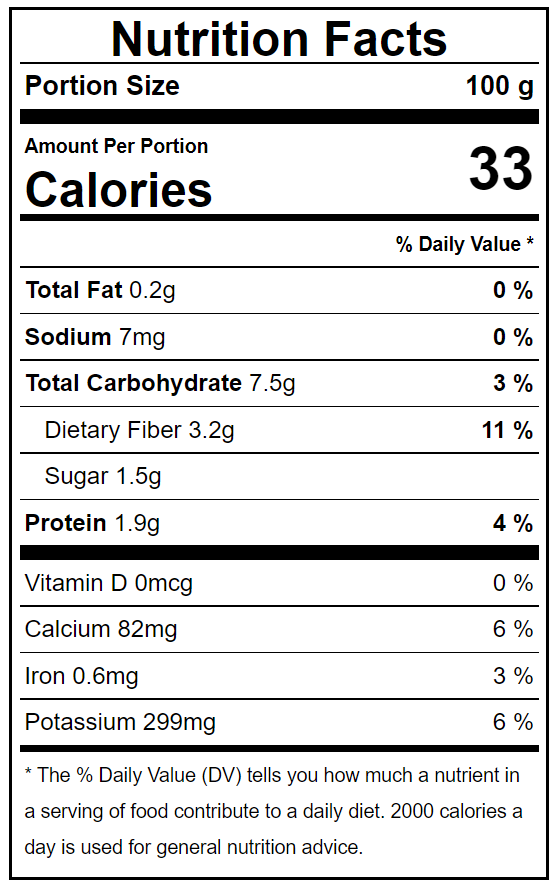 Nutrition Facts
Portion Size 100 g
Amount Per Portion
Calories 33
% Daily Value *
Total Fat 0.2g 0 %
Sodium 7mg 0 %
Total Carbohydrate 7.5g 3 %
Dietary Fiber 3.2g 11 %
Sugar 1.5g
Protein 1.9g 4 %
Vitamin D 0mcg 0 %
Calcium 82mg 6 %
Iron 0.6mg 3 %
Potassium 299mg 6 %
* The % Daily Value (DV) tells you how much a nutrient in
a serving of food contribute to a daily diet. 2000 calories a
day is used for general nutrition advice.